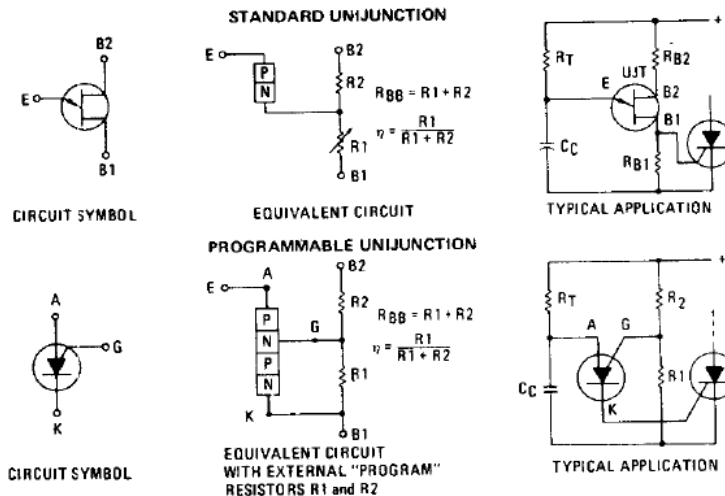 STANDARD UNIJUNCTION
B2
E
B1
CIRCUIT SYMBOL
E
P
N
B2
R2
R1
B1
RBB = R1 + R2
η = R1 / R1 + R2
EQUIVALENT CIRCUIT
+
RT
RB2
UJT
E
B2
B1
CC
RB1
TYPICAL APPLICATION
PROGRAMMABLE UNIJUNCTION
A
G
K
CIRCUIT SYMBOL
A
E
P
N
P
N
G
K
B2
R2
R1
B1
RBB = R1 + R2
η = R1 / R1 + R2
EQUIVALENT CIRCUIT
WITH EXTERNAL "PROGRAM"
RESISTORS R1 and R2
+
RT
R2
A
G
CC
R1
K
TYPICAL APPLICATION